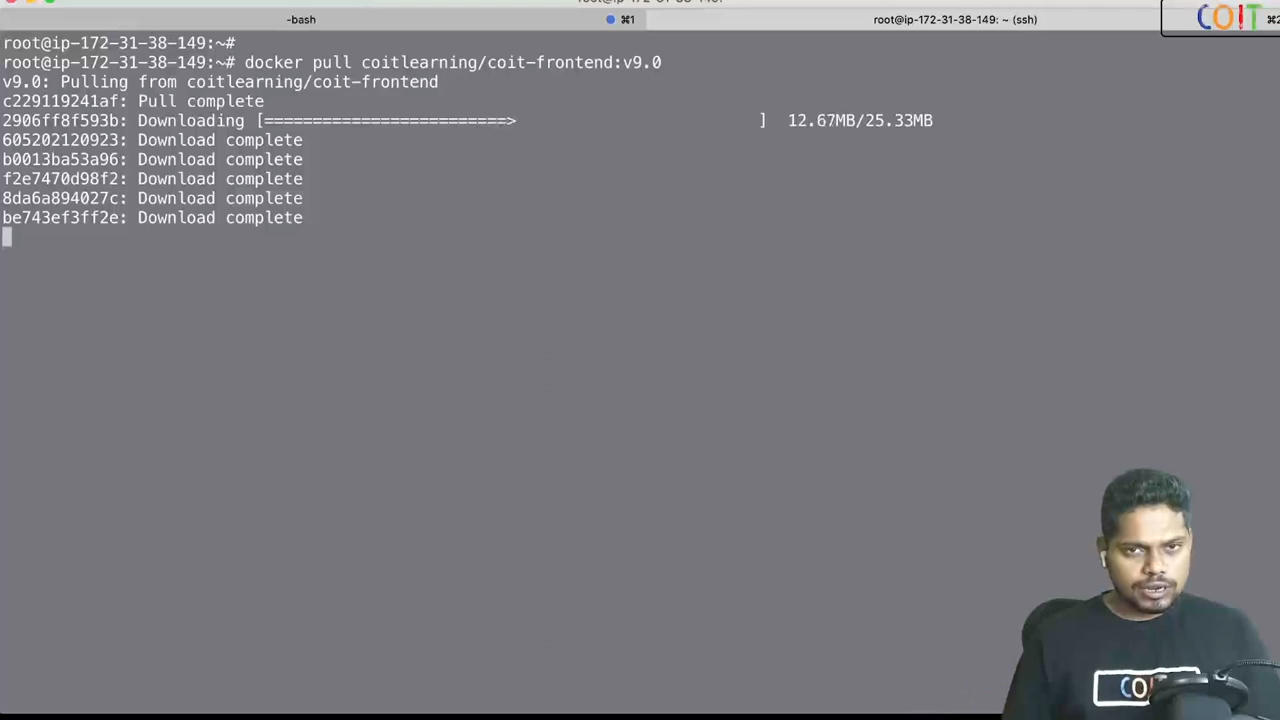 -bash
⌘1
root@ip-172-31-38-149: ~ (ssh)
COIT
⌘2
root@ip-172-31-38-149:~#
root@ip-172-31-38-149:~# docker pull coitlearning/coit-frontend:v9.0
v9.0: Pulling from coitlearning/coit-frontend
c229119241af: Pull complete
2906ff8f593b: Downloading [=========================> ] 12.67MB/25.33MB
605202120923: Download complete
b0013ba53a96: Download complete
f2e7470d98f2: Download complete
8da6a894027c: Download complete
be743ef3ff2e: Download complete